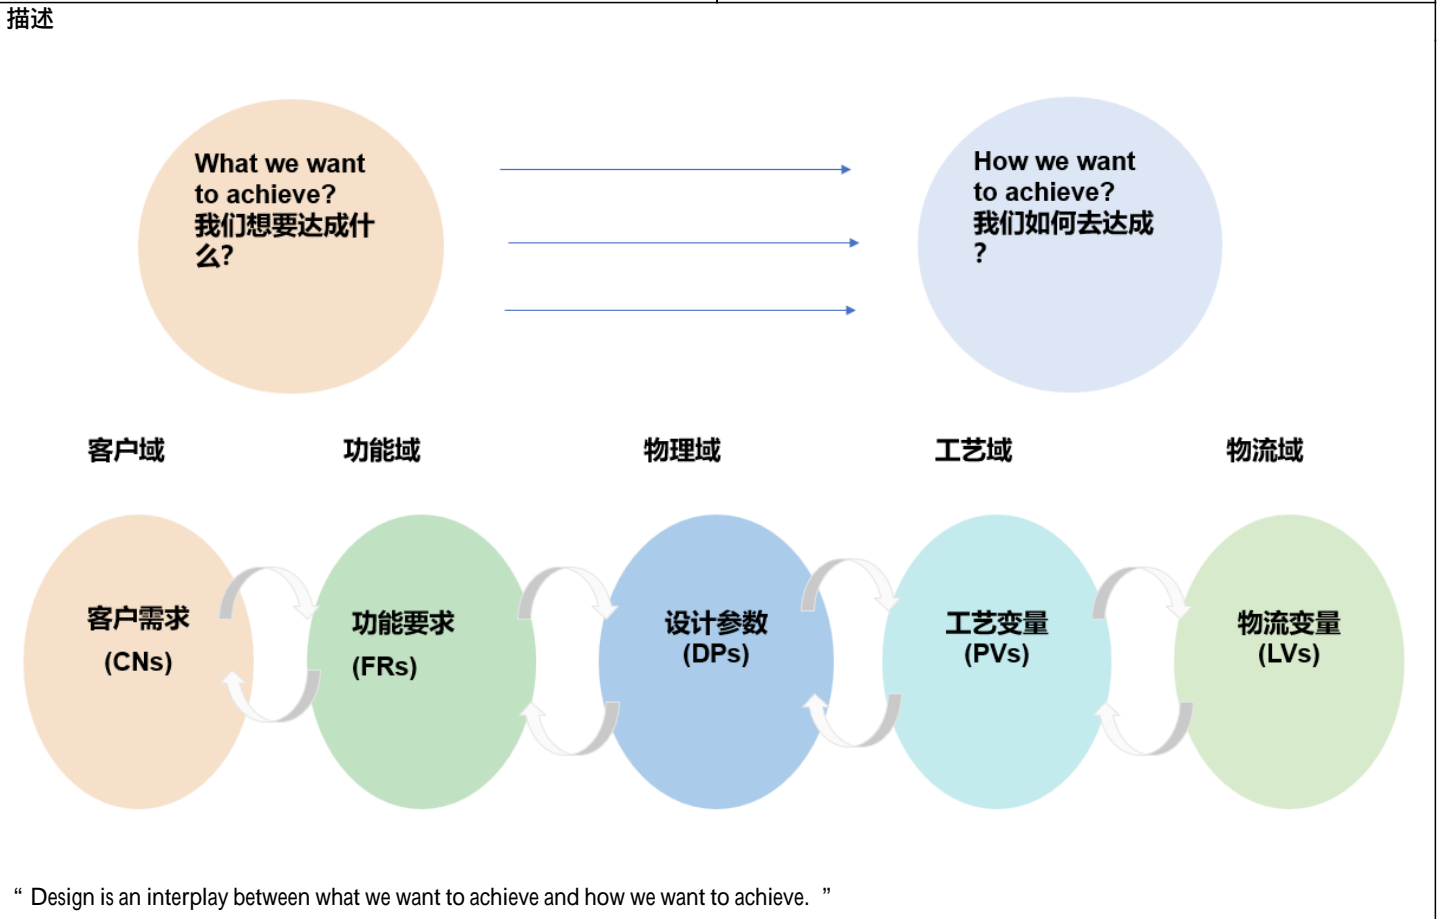 描述
What we want
to achieve?
我们想要达成什
么？
How we want
to achieve?
我们如何去达成
？
客户域
功能域
物理域
工艺域
物流域
客户需求
(CNs)
功能要求
(FRs)
设计参数
(DPs)
工艺变量
(PVs)
物流变量
(LVs)
“ Design is an interplay between what we want to achieve and how we want to achieve. ”